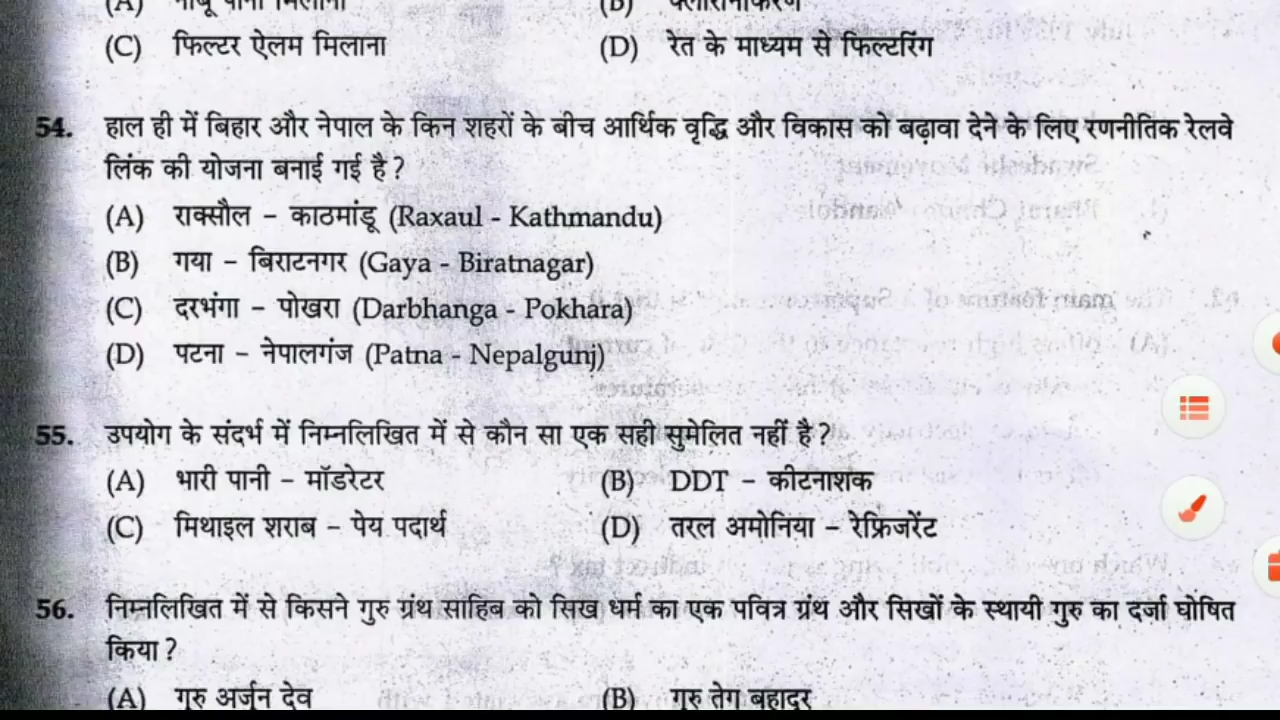 (A) नींबू पानी मिलाना (B) क्लोरीनीकरण
(C) फिल्टर ऐलम मिलाना (D) रेत के माध्यम से फिल्टरिंग
54. हाल ही में बिहार और नेपाल के किन शहरों के बीच आर्थिक वृद्धि और विकास को बढ़ावा देने के लिए रणनीतिक रेलवे
लिंक की योजना बनाई गई है ?
(A) राक्सौल – काठमांडू (Raxaul - Kathmandu)
(B) गया – बिराटनगर (Gaya - Biratnagar)
(C) दरभंगा – पोखरा (Darbhanga - Pokhara)
(D) पटना – नेपालगंज (Patna - Nepalgunj)
55. उपयोग के संदर्भ में निम्नलिखित में से कौन सा एक सही सुमेलित नहीं है ?
(A) भारी पानी – मॉडरेटर (B) DDT – कीटनाशक
(C) मिथाइल शराब – पेय पदार्थ (D) तरल अमोनिया – रेफ्रिजरेंट
56. निम्नलिखित में से किसने गुरु ग्रंथ साहिब को सिख धर्म का एक पवित्र ग्रंथ और सिखों के स्थायी गुरु का दर्जा घोषित
किया ?
(A) गुरु अर्जुन देव (B) गुरु तेग बहादुर